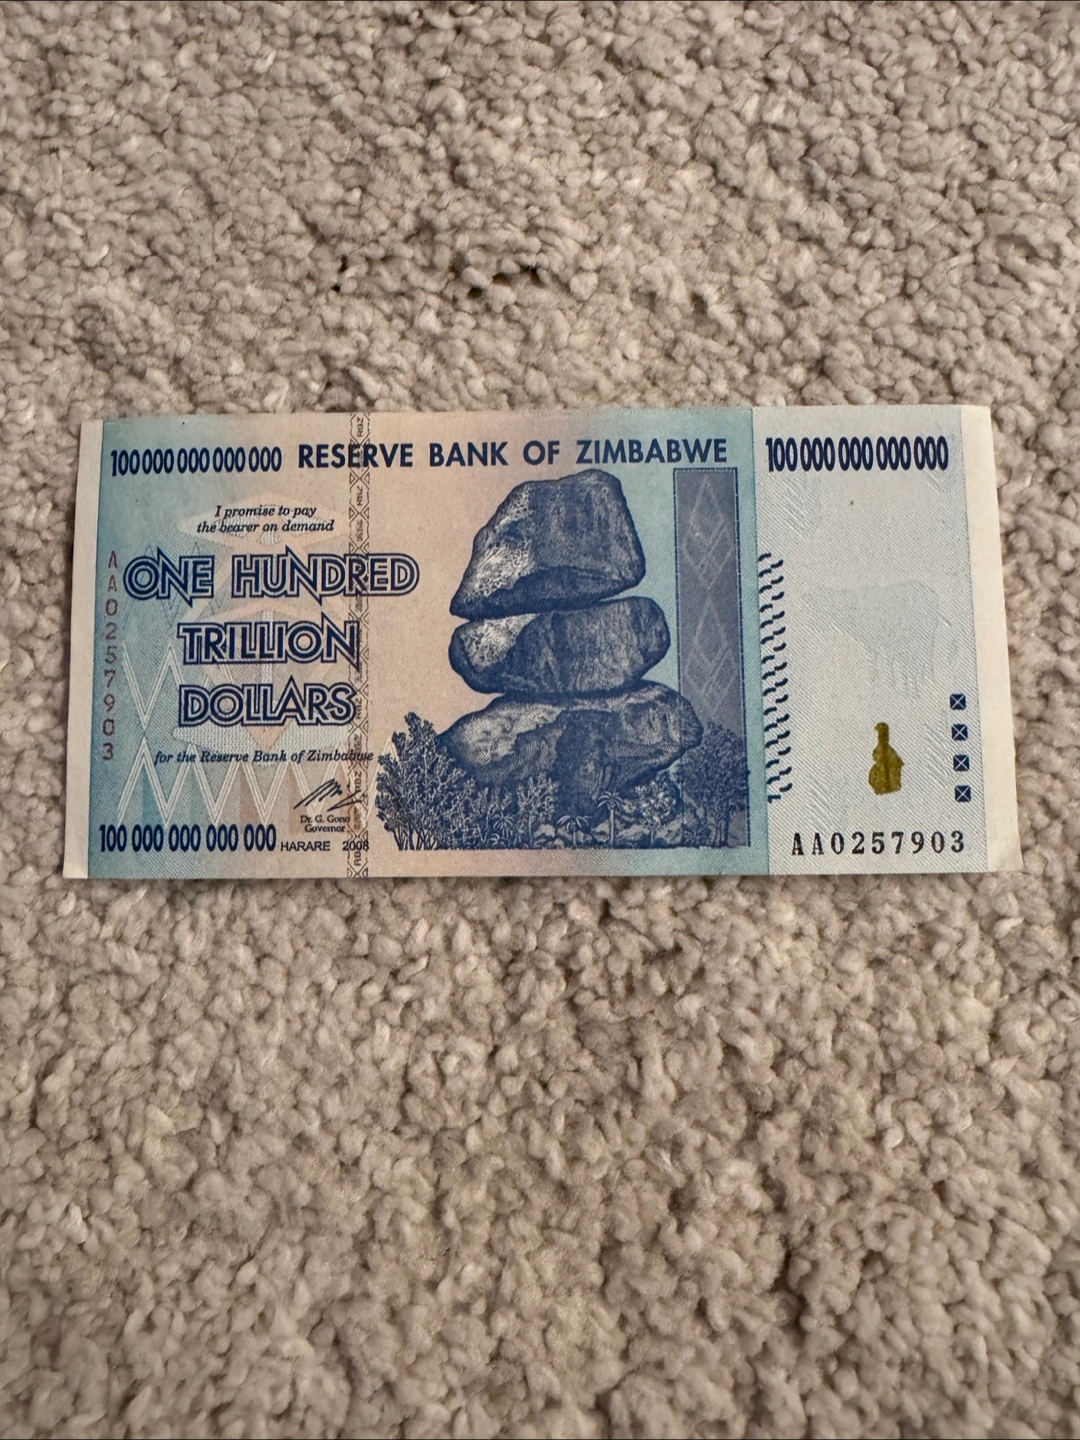 100 000 000 000 000 RESERVE BANK OF ZIMBABWE 100 000 000 000 000
I promise to pay
the bearer on demand
ONE HUNDRED
TRILLION
DOLLARS
for the Reserve Bank of Zimbabwe
Dr. G. Gono
Governor
100 000 000 000 000 HARARE 2008
AA0257903
AA0257903